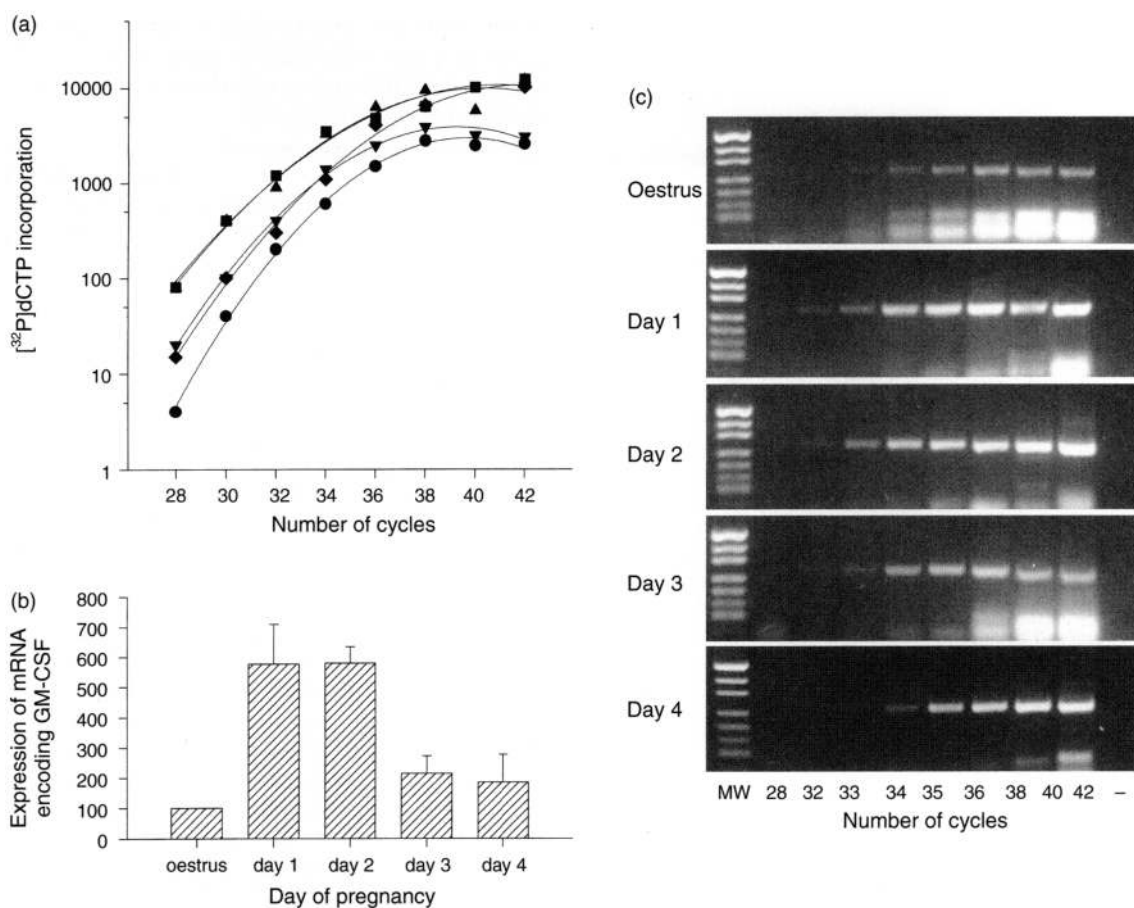 (a)
[³²P]dCTP incorporation
10000
1000
100
10
1
28 30 32 34 36 38 40 42
Number of cycles
(b)
Expression of mRNA
encoding GM-CSF
800
700
600
500
400
300
200
100
0
oestrus day 1 day 2 day 3 day 4
Day of pregnancy
(c)
Oestrus
Day 1
Day 2
Day 3
Day 4
MW 28 32 33 34 35 36 38 40 42 –
Number of cycles